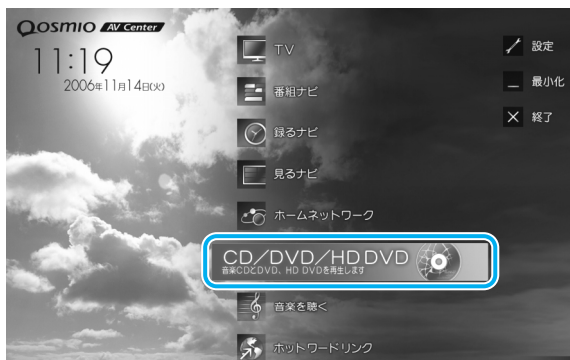 Qosmio AV Center
11:19
2006年11月14日(火)
TV
番組ナビ
録るナビ
見るナビ
ホームネットワーク
CD/DVD/HD DVD
音楽CDとDVD、HD DVDを再生します
音楽を聴く
ホットワードリンク
設定
最小化
終了